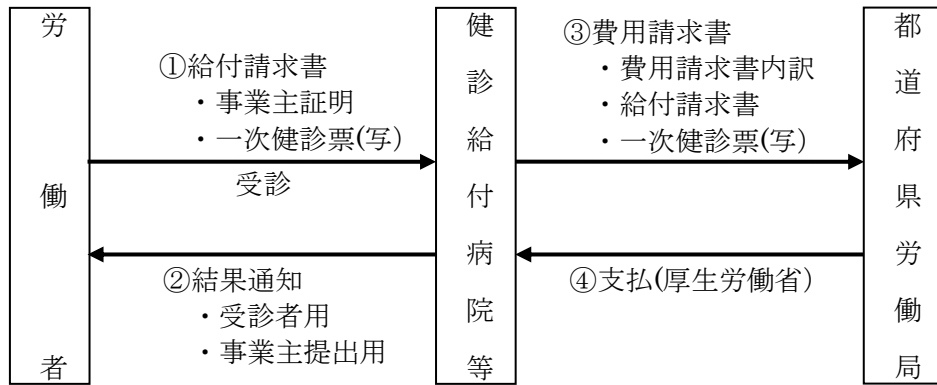 労働者
①給付請求書
・事業主証明
・一次健診票(写)
受診
②結果通知
・受診者用
・事業主提出用
健診給付病院等
③費用請求書
・費用請求書内訳
・給付請求書
・一次健診票(写)
④支払(厚生労働省)
都道府県労働局